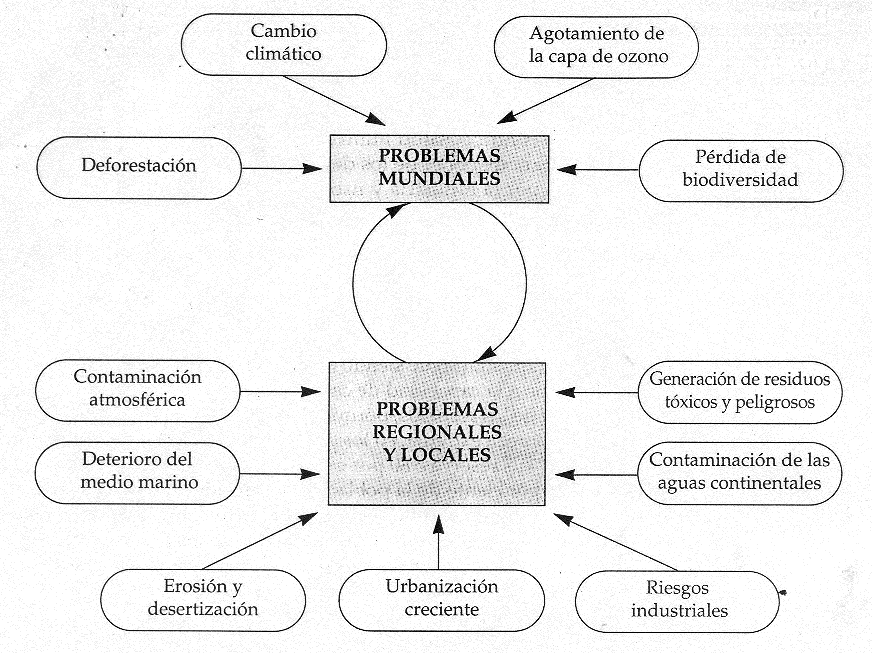 Cambio
climático
Agotamiento de
la capa de ozono
Deforestación
PROBLEMAS
MUNDIALES
Pérdida de
biodiversidad
Contaminación
atmosférica
Generación de residuos
tóxicos y peligrosos
PROBLEMAS
REGIONALES
Y LOCALES
Deterioro del
medio marino
Contaminación de las
aguas continentales
Erosión y
desertización
Urbanización
creciente
Riesgos
industriales